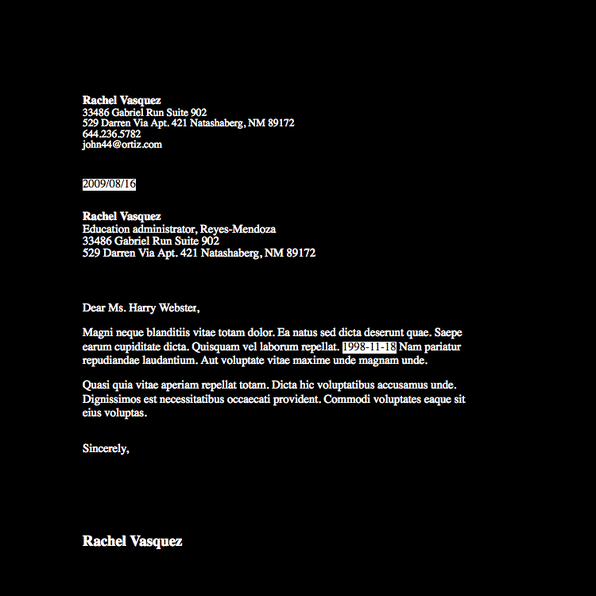 Rachel Vasquez
33486 Gabriel Run Suite 902
529 Darren Via Apt. 421 Natashaberg, NM 89172
644.236.5782
john44@ortiz.com
2009/08/16
Rachel Vasquez
Education administrator, Reyes-Mendoza
33486 Gabriel Run Suite 902
529 Darren Via Apt. 421 Natashaberg, NM 89172
Dear Ms. Harry Webster,
Magni neque blanditiis vitae totam dolor. Ea natus sed dicta deserunt quae. Saepe
earum cupiditate dicta. Quisquam vel laborum repellat. 1998-11-18 Nam pariatur
repudiandae laudantium. Aut voluptate vitae maxime unde magnam unde.
Quasi quia vitae aperiam repellat totam. Dicta hic voluptatibus accusamus unde.
Dignissimos est necessitatibus occaecati provident. Commodi voluptates eaque sit
eius voluptas.
Sincerely,
Rachel Vasquez